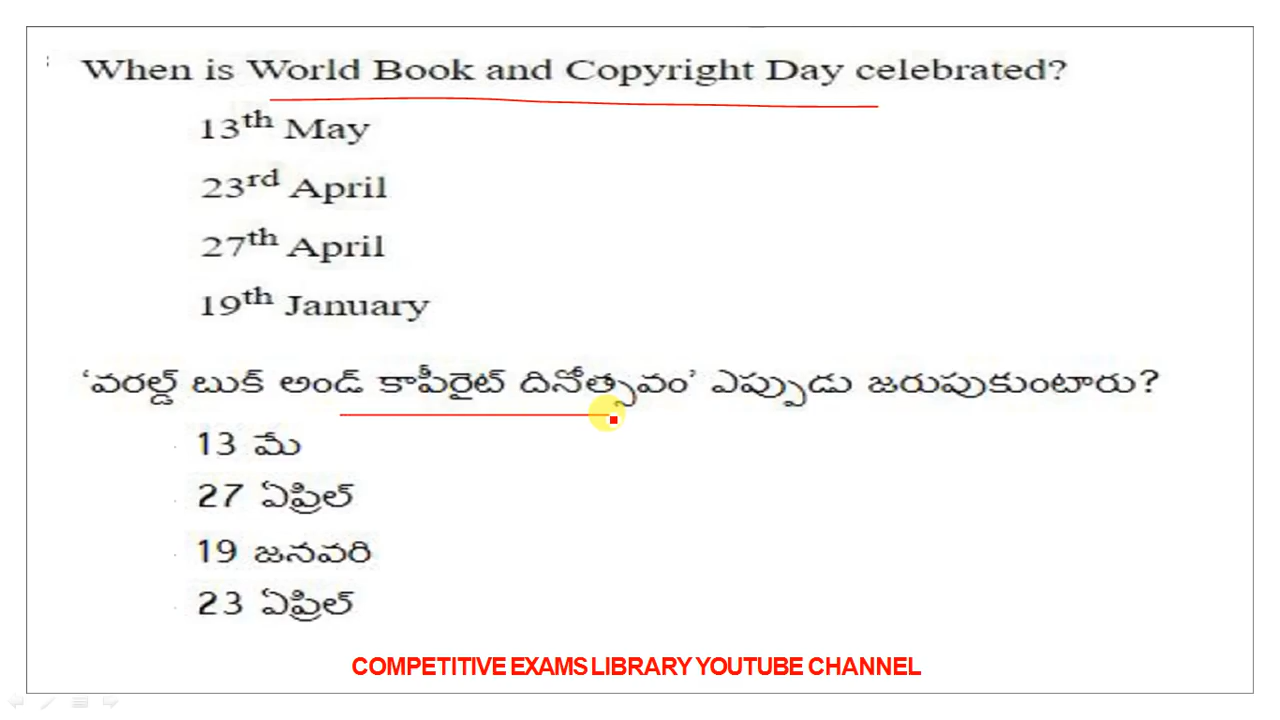 When is World Book and Copyright Day celebrated?
13th May
23rd April
27th April
19th January
‘వరల్డ్ బుక్ అండ్ కాపీరైట్ దినోత్సవం’ ఎప్పుడు జరుపుకుంటారు?
13 మే
27 ఏప్రిల్
19 జనవరి
23 ఏప్రిల్
COMPETITIVE EXAMS LIBRARY YOUTUBE CHANNEL